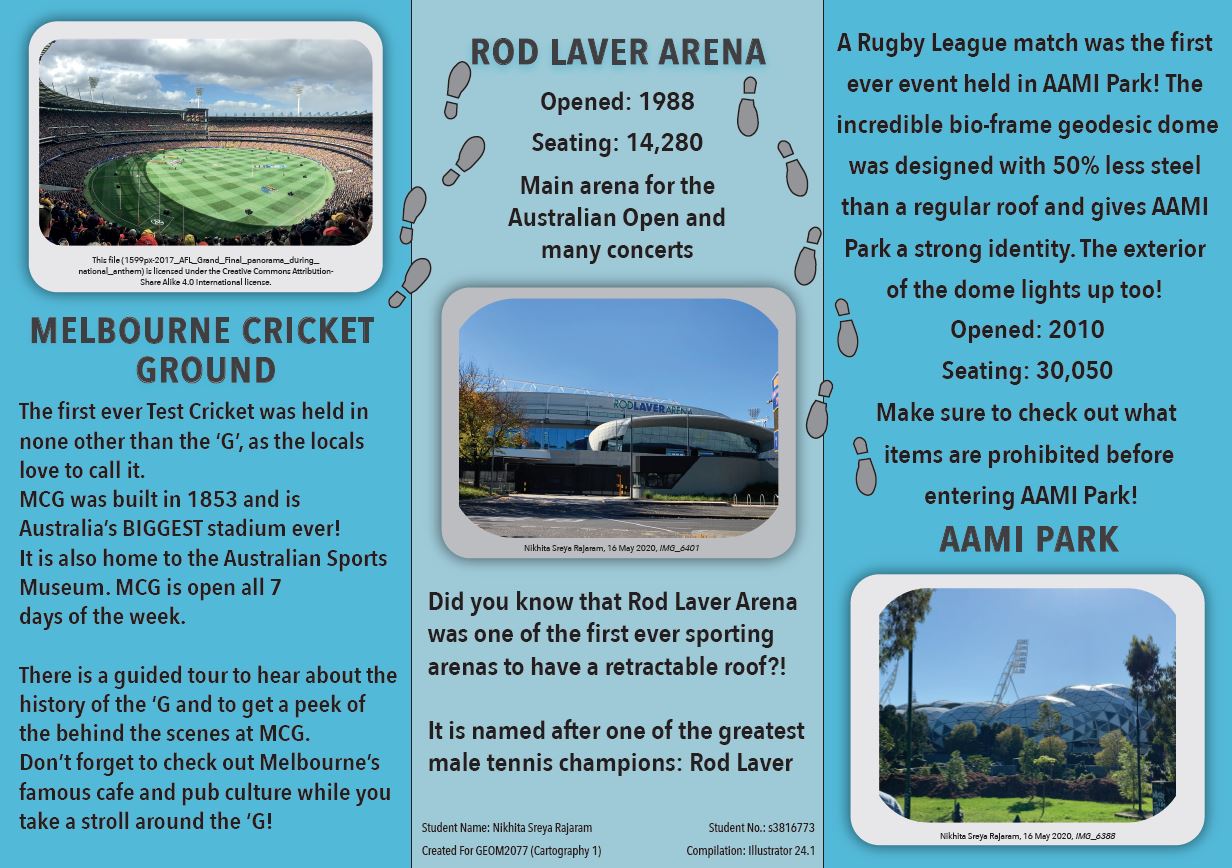 This file (1599px-2017_AFL_Grand_Final_panorama_during_
national_anthem) is licensed under the Creative Commons Attribution-
Share Alike 4.0 International license.
MELBOURNE CRICKET
GROUND
The first ever Test Cricket was held in
none other than the ‘G’, as the locals
love to call it.
MCG was built in 1853 and is
Australia’s BIGGEST stadium ever!
It is also home to the Australian Sports
Museum. MCG is open all 7
days of the week.
There is a guided tour to hear about the
history of the ‘G and to get a peek of
the behind the scenes at MCG.
Don’t forget to check out Melbourne’s
famous cafe and pub culture while you
take a stroll around the ‘G!
ROD LAVER ARENA
Opened: 1988
Seating: 14,280
Main arena for the
Australian Open and
many concerts
RODLAVERARENA
Nikhita Sreya Rajaram, 16 May 2020, IMG_6401
Did you know that Rod Laver Arena
was one of the first ever sporting
arenas to have a retractable roof?!
It is named after one of the greatest
male tennis champions: Rod Laver
Student Name: Nikhita Sreya Rajaram
Student No.: s3816773
Created For GEOM2077 (Cartography 1)
Compilation: Illustrator 24.1
A Rugby League match was the first
ever event held in AAMI Park! The
incredible bio-frame geodesic dome
was designed with 50% less steel
than a regular roof and gives AAMI
Park a strong identity. The exterior
of the dome lights up too!
Opened: 2010
Seating: 30,050
Make sure to check out what
items are prohibited before
entering AAMI Park!
AAMI PARK
Nikhita Sreya Rajaram, 16 May 2020, IMG_6388